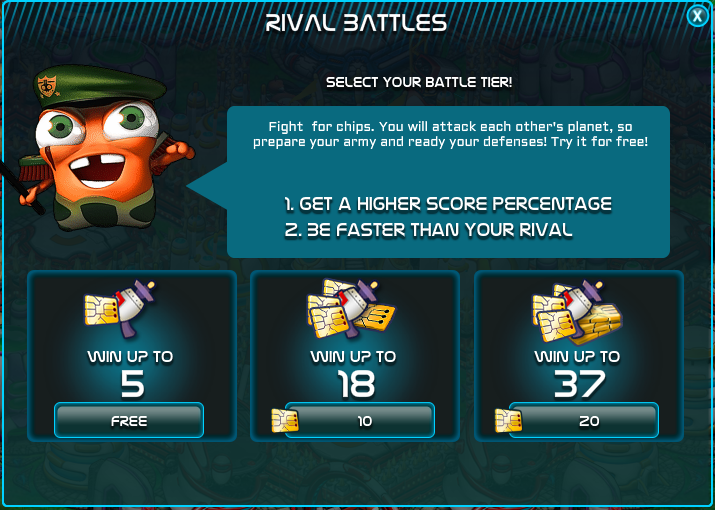 RIVAL BATTLES
X
SELECT YOUR BATTLE TIER!
Fight for chips. You will attack each other's planet, so
prepare your army and ready your defenses! Try it for free!
1. GET A HIGHER SCORE PERCENTAGE
2. BE FASTER THAN YOUR RIVAL
WIN UP TO
5
FREE
WIN UP TO
18
10
WIN UP TO
37
20